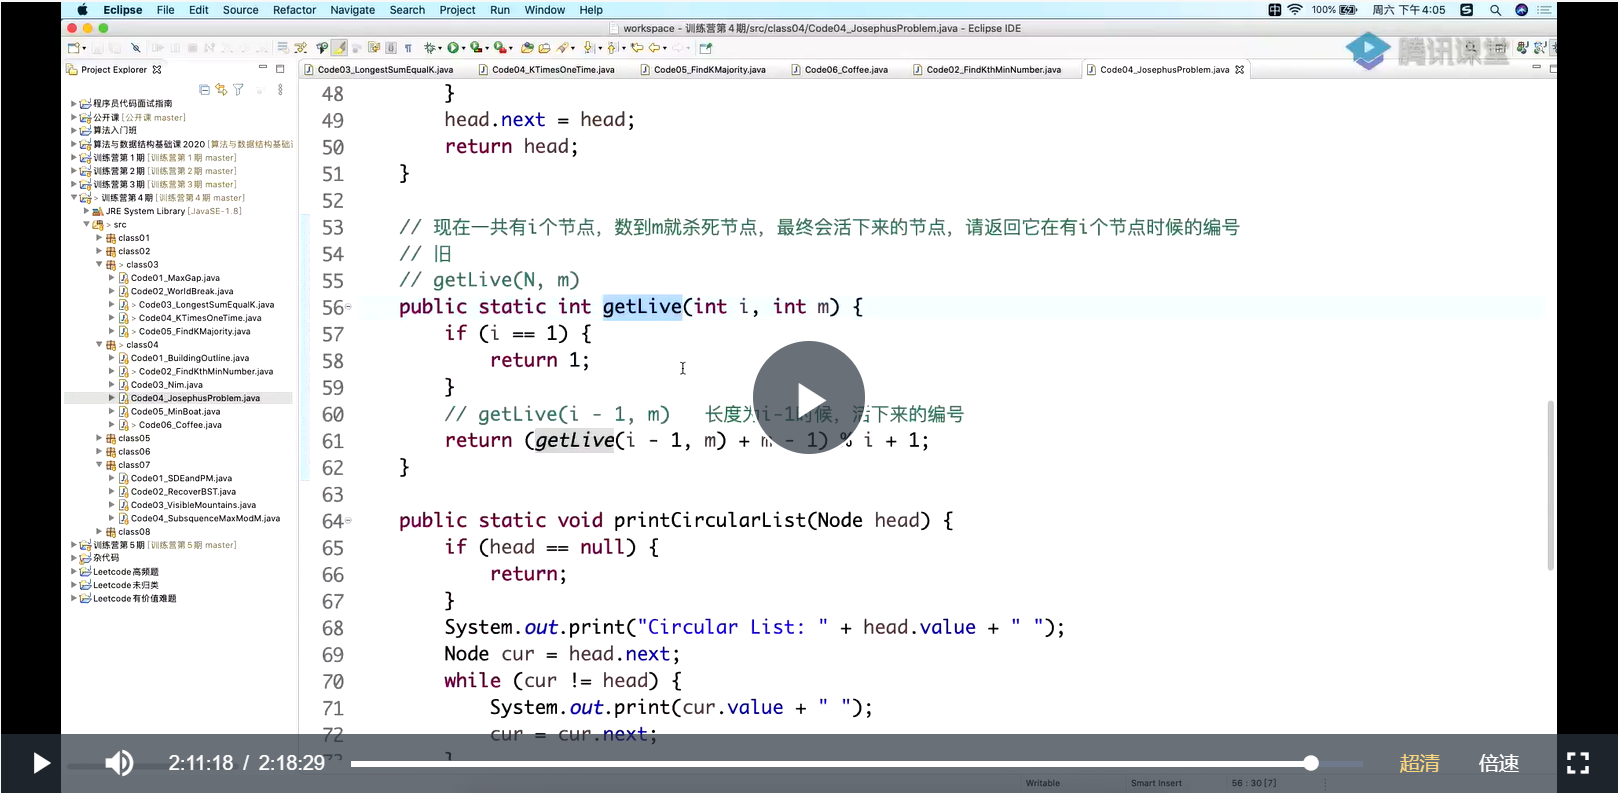 Eclipse File Edit Source Refactor Navigate Search Project Run Window Help 100% 周六 下午4:05
workspace - 训练营第4期/src/class04/Code04_JosephusProblem.java - Eclipse IDE
腾讯课堂
Project Explorer
Code03_LongestSumEqualK.java Code04_KTimesOneTime.java Code05_FindKMajority.java Code06_Coffee.java Code02_FindKthMinNumber.java Code04_JosephusProblem.java
程序员代码面试指南
公开课 [公开课 master]
算法入门班
算法与数据结构基础课2020 [算法与数据结构基础
训练营第1期 [训练营第1期 master]
训练营第2期 [训练营第2期 master]
训练营第3期 [训练营第3期 master]
> 训练营第4期 [训练营第4期 master]
JRE System Library [JavaSE-1.8]
> src
class01
class02
> class03
Code01_MaxGap.java
Code02_WorldBreak.java
> Code03_LongestSumEqualK.java
> Code04_KTimesOneTime.java
> Code05_FindKMajority.java
> class04
Code01_BuildingOutline.java
> Code02_FindKthMinNumber.java
Code03_Nim.java
Code04_JosephusProblem.java
Code05_MinBoat.java
> Code06_Coffee.java
class05
class06
class07
Code01_SDEandPM.java
Code02_RecoverBST.java
Code03_VisibleMountains.java
Code04_SubsquenceMaxModM.java
class08
训练营第5期 [训练营第5期 master]
杂代码
Leetcode高频题
Leetcode未归类
Leetcode有价值难题
48 }
49 head.next = head;
50 return head;
51 }
52
53 // 现在一共有i个节点，数到m就杀死节点，最终会活下来的节点，请返回它在有i个节点时候的编号
54 // 旧
55 // getLive(N, m)
56 public static int getLive(int i, int m) {
57 if (i == 1) {
58 return 1;
59 }
60 // getLive(i - 1, m) 长度为i-1时候，活下来的编号
61 return (getLive(i - 1, m) + m - 1) % i + 1;
62 }
63
64 public static void printCircularList(Node head) {
65 if (head == null) {
66 return;
67 }
68 System.out.print("Circular List: " + head.value + " ");
69 Node cur = head.next;
70 while (cur != head) {
71 System.out.print(cur.value + " ");
72 cur = cur.next;
73 }
2:11:18 / 2:18:29 超清 倍速
Writable Smart Insert 56 : 30 [7]